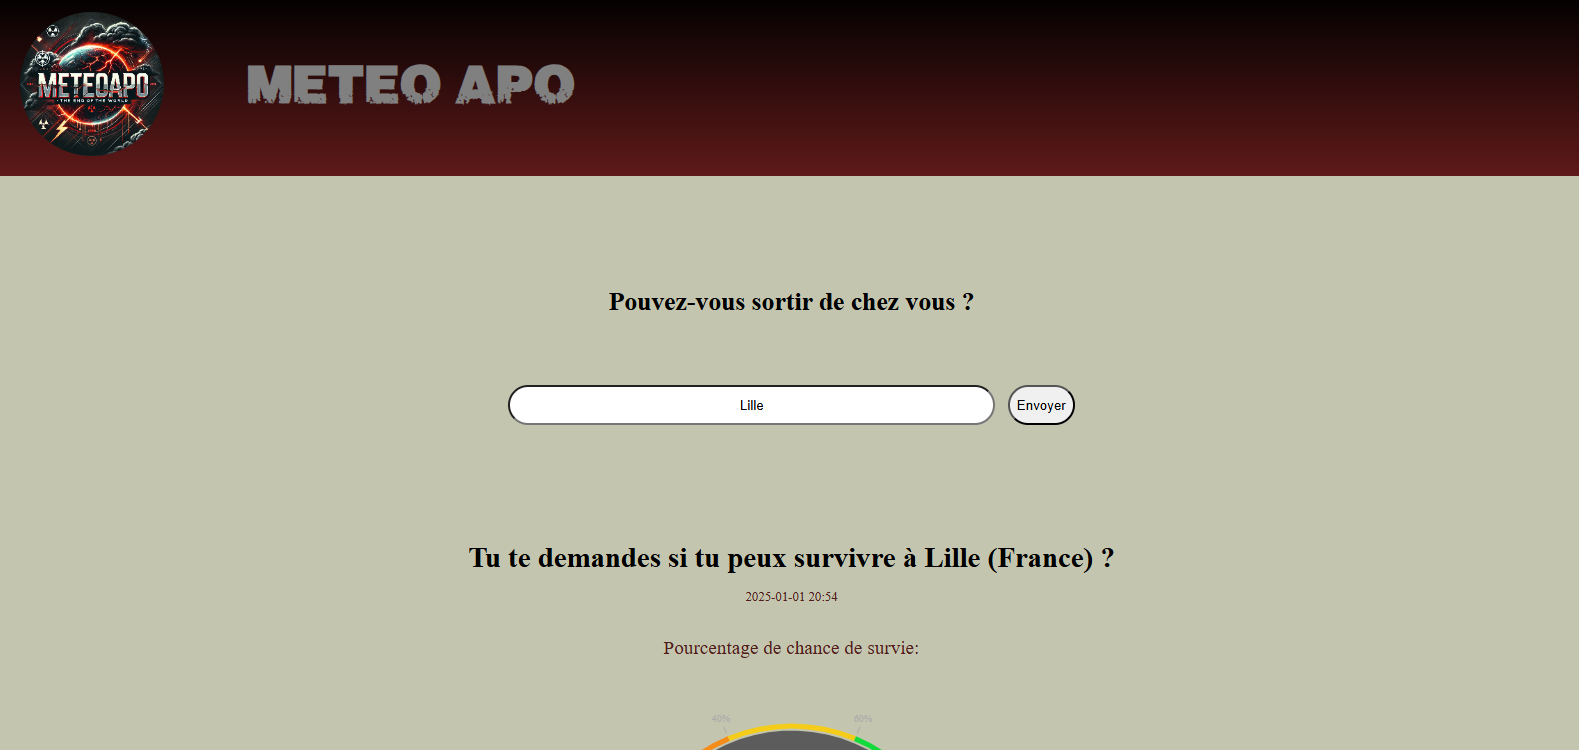 METEOAPO
- THE END OF THE WORLD -
METEO APO
Pouvez-vous sortir de chez vous ?
Lille
Envoyer
Tu te demandes si tu peux survivre à Lille (France) ?
2025-01-01 20:54
Pourcentage de chance de survie:
40%
60%